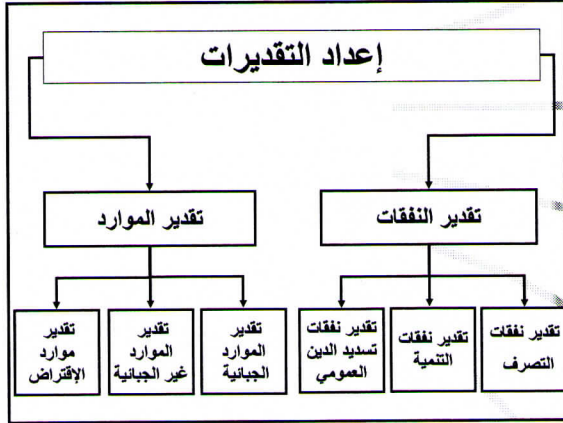 إعداد التقديرات
تقدير النفقات
تقدير الموارد
تقدير نفقات
التصرف
تقدير نفقات
التنمية
تقدير نفقات
تسديد الدين
العمومي
تقدير
الموارد
الجبائية
تقدير
الموارد
غير الجبائية
تقدير
موارد
الإقتراض